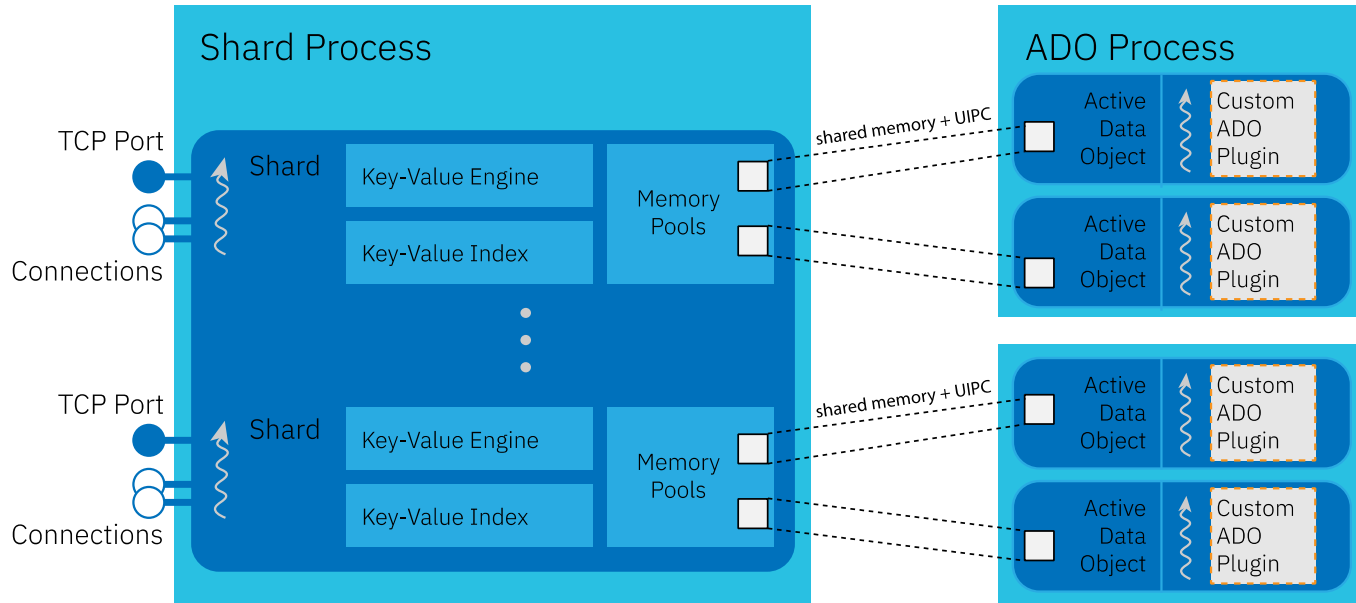 Shard Process
ADO Process
TCP Port
Connections
Shard
Key-Value Engine
Key-Value Index
Memory
Pools
shared memory + UIPC
Active
Data
Object
Custom
ADO
Plugin
Active
Data
Object
Custom
ADO
Plugin
TCP Port
Connections
Shard
Key-Value Engine
Key-Value Index
Memory
Pools
shared memory + UIPC
Active
Data
Object
Custom
ADO
Plugin
Active
Data
Object
Custom
ADO
Plugin